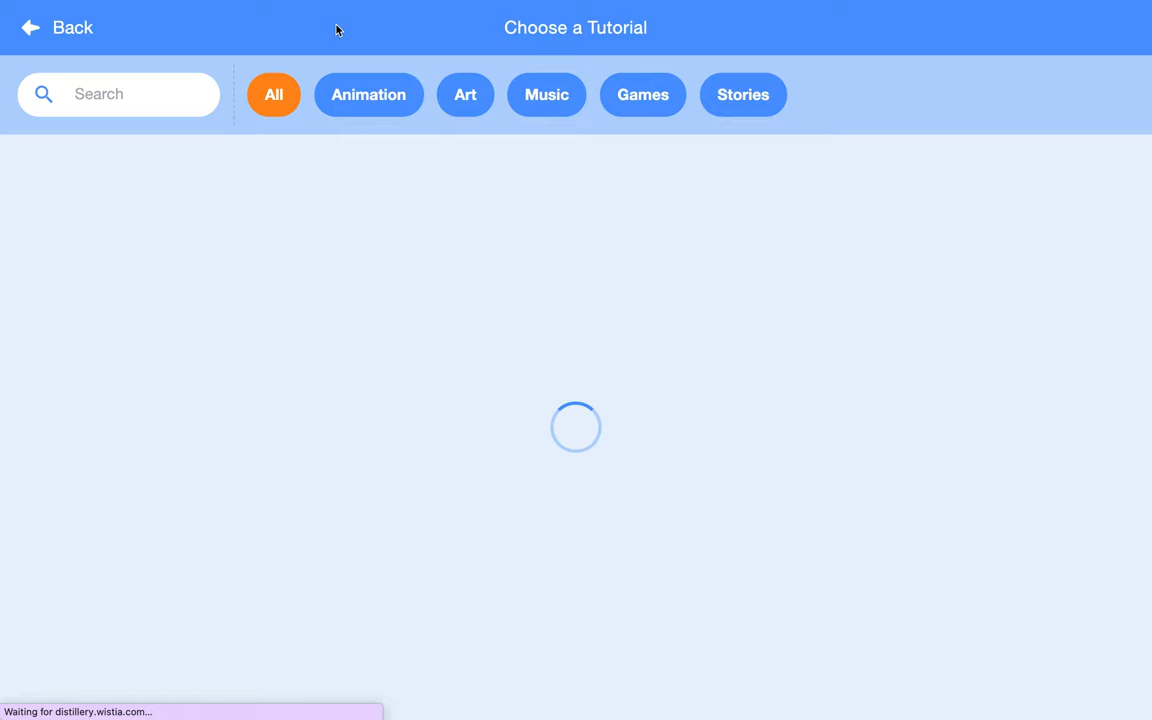 Back
Choose a Tutorial
Search
All
Animation
Art
Music
Games
Stories
Waiting for distillery.wistia.com...